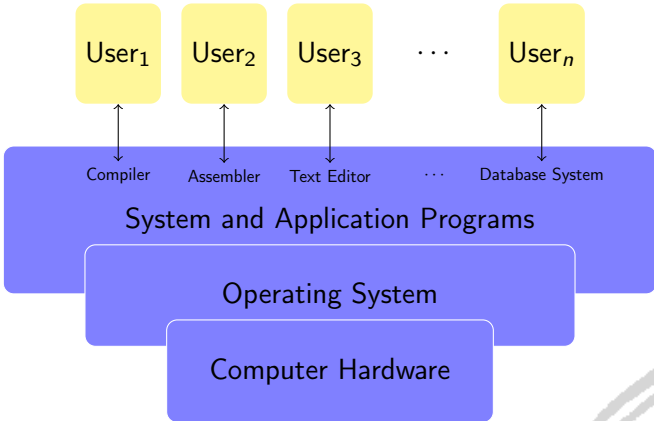 User₁ User₂ User₃ ··· Userₙ
Compiler Assembler Text Editor ··· Database System
System and Application Programs
Operating System
Computer Hardware